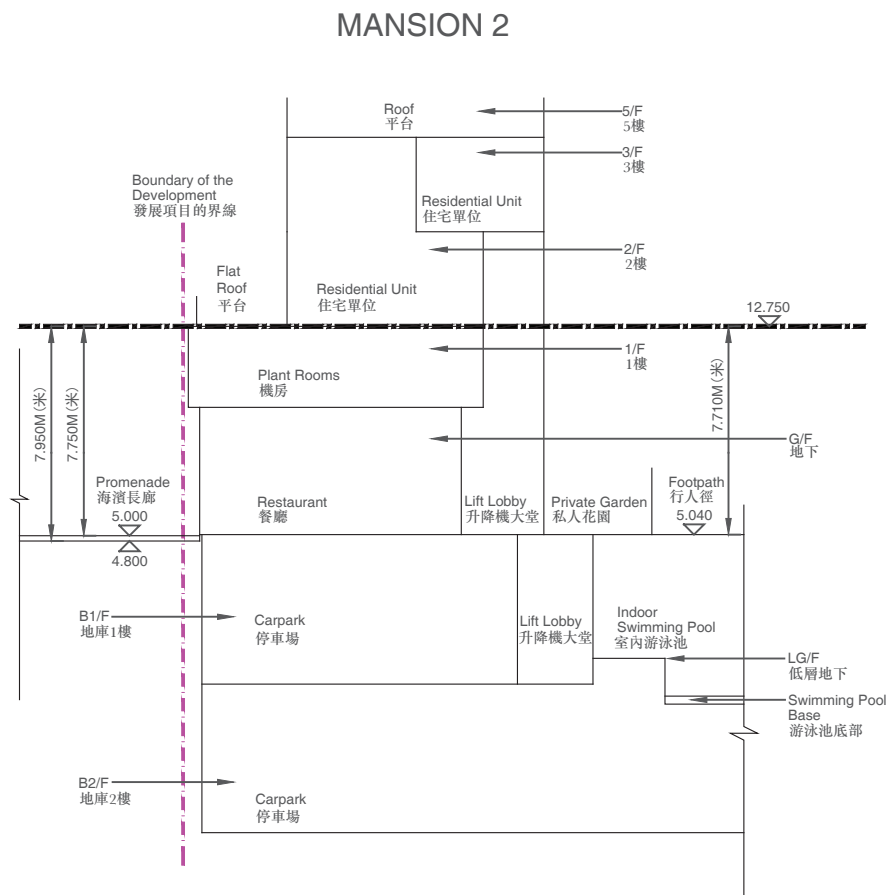 MANSION 2
Roof
平台
5/F
5樓
3/F
3樓
Boundary of the
Development
發展項目的界線
Residential Unit
住宅單位
2/F
2樓
Flat
Roof
平台
Residential Unit
住宅單位
12.750
1/F
1樓
Plant Rooms
機房
7.950M (米)
7.750M (米)
7.710M (米)
G/F
地下
Promenade
海濱長廊
5.000
4.800
Restaurant
餐廳
Lift Lobby
升降機大堂
Private Garden
私人花園
Footpath
行人徑
5.040
B1/F
地庫1樓
Carpark
停車場
Lift Lobby
升降機大堂
Indoor
Swimming Pool
室內游泳池
LG/F
低層地下
Swimming Pool
Base
游泳池底部
B2/F
地庫2樓
Carpark
停車場